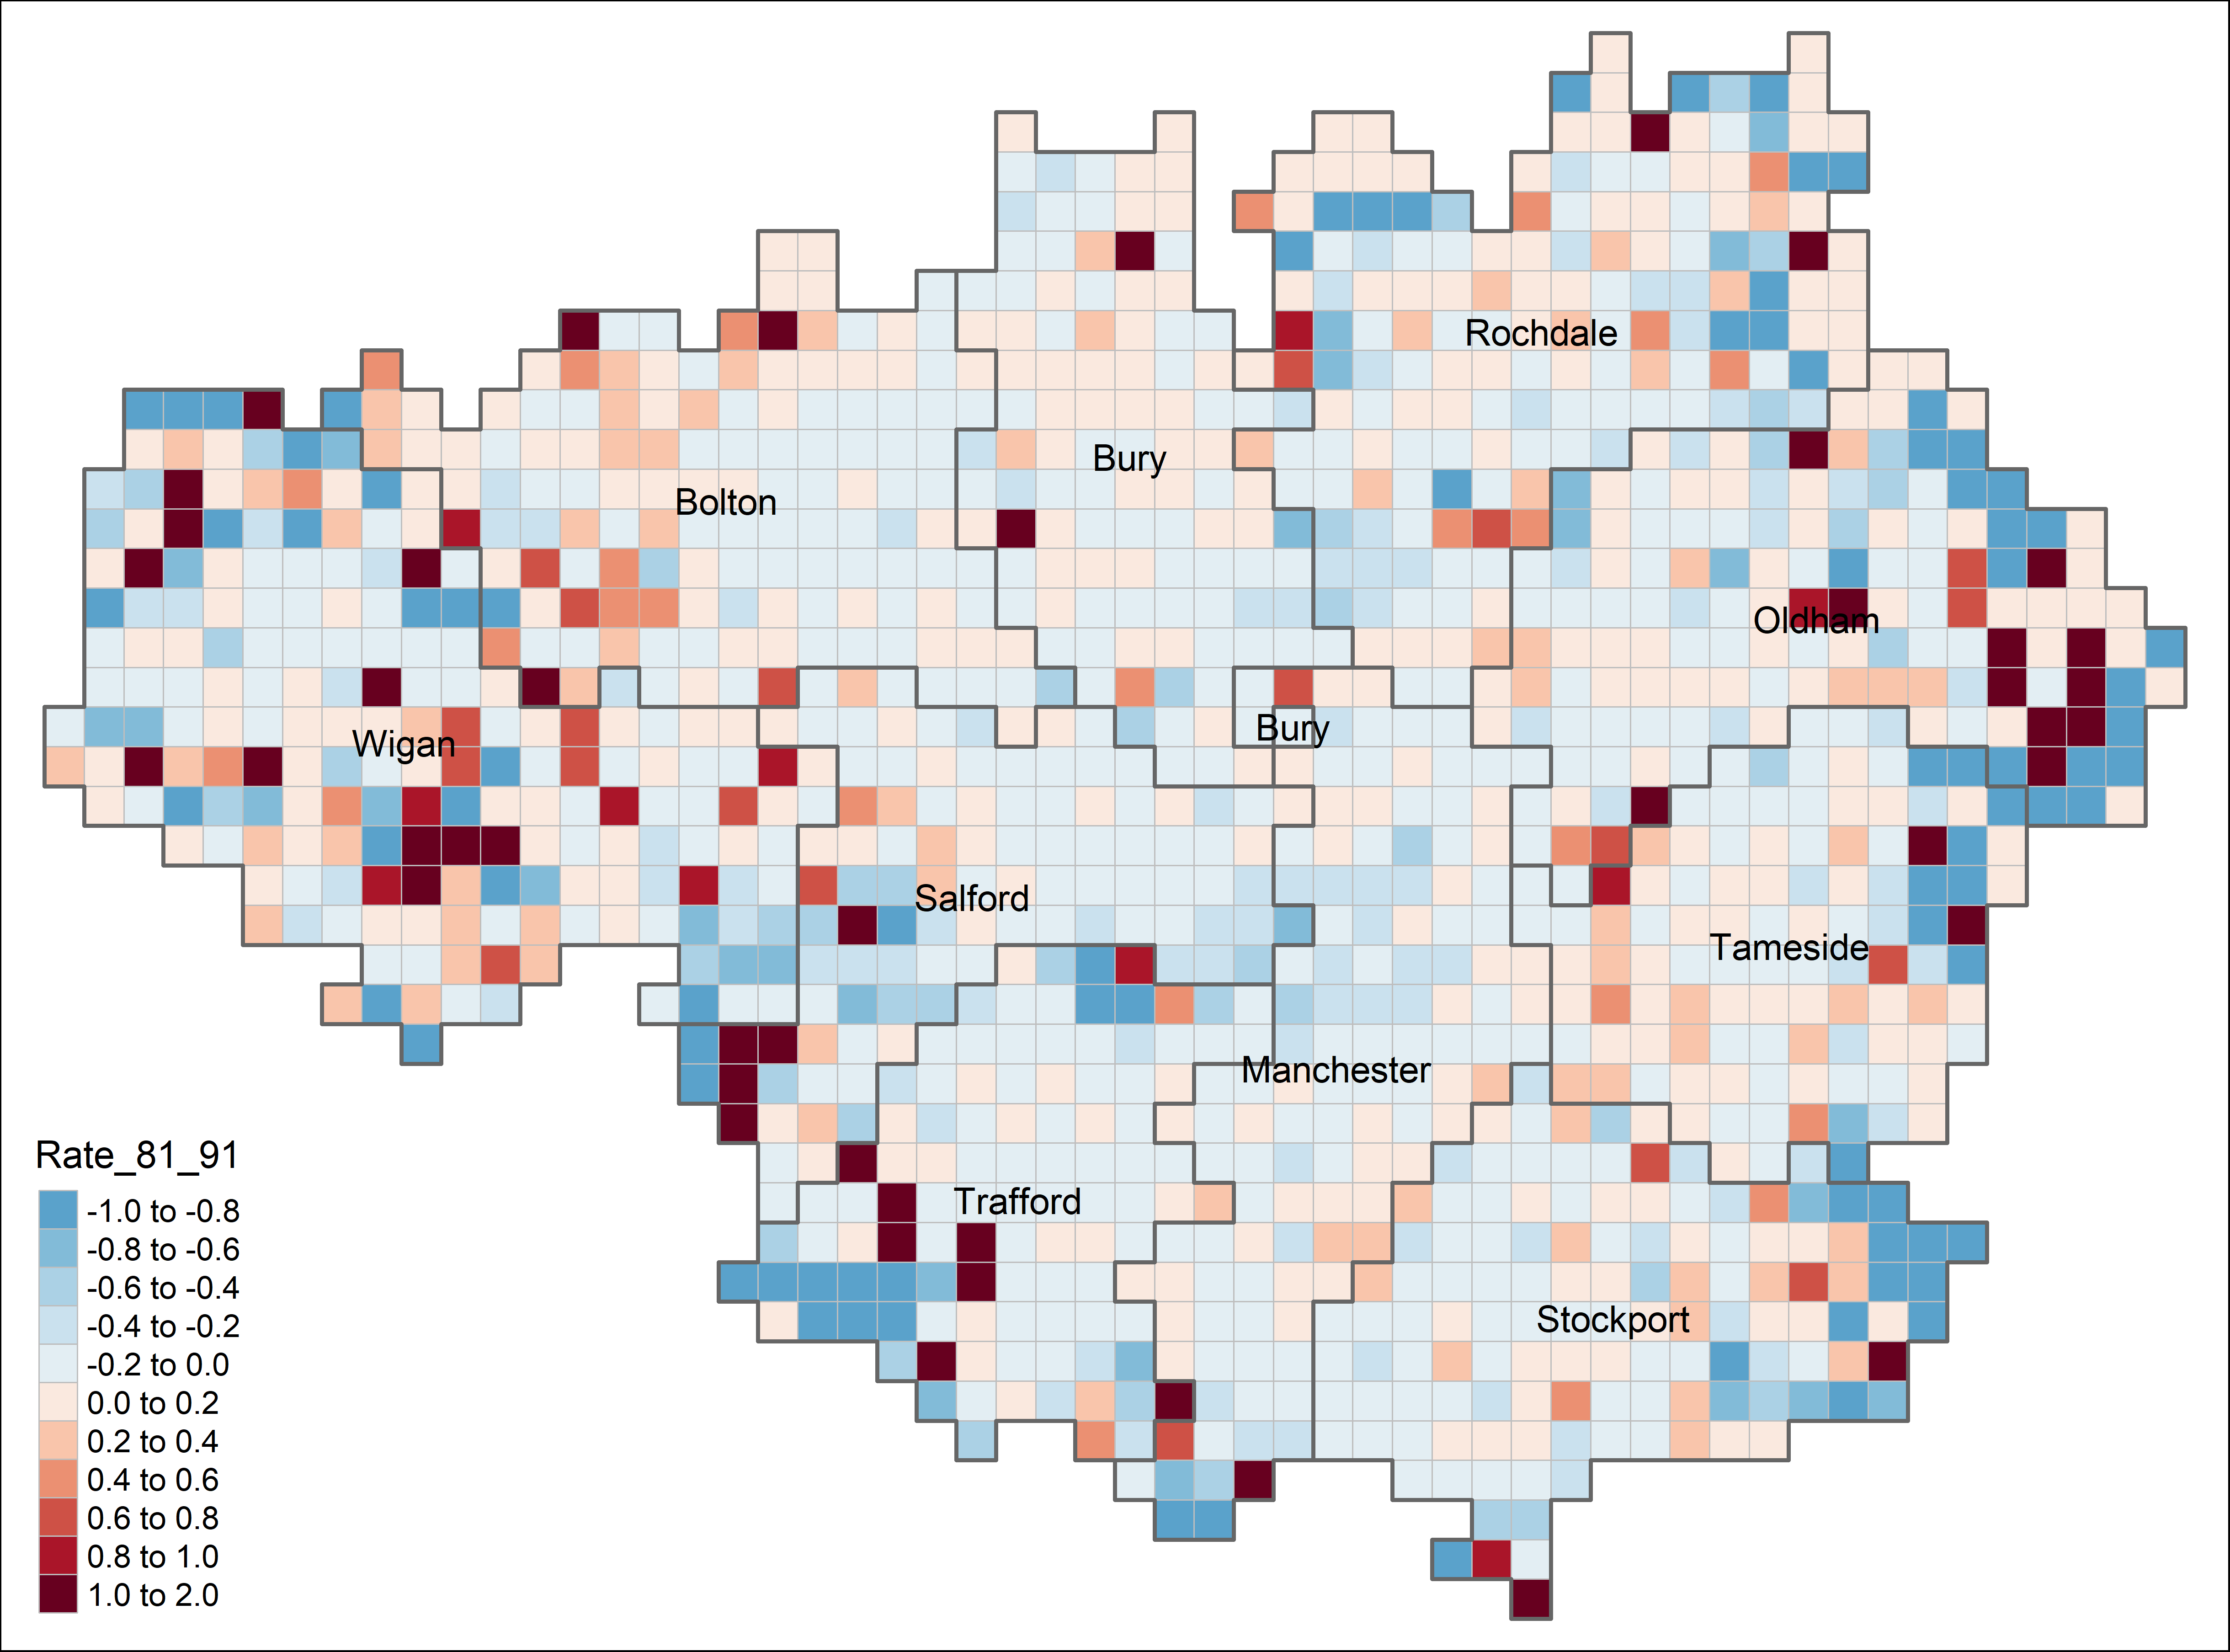 Rochdale
Bury
Bolton
Oldham
Bury
Wigan
Salford
Tameside
Manchester
Trafford
Stockport
Rate_81_91
-1.0 to -0.8
-0.8 to -0.6
-0.6 to -0.4
-0.4 to -0.2
-0.2 to 0.0
0.0 to 0.2
0.2 to 0.4
0.4 to 0.6
0.6 to 0.8
0.8 to 1.0
1.0 to 2.0